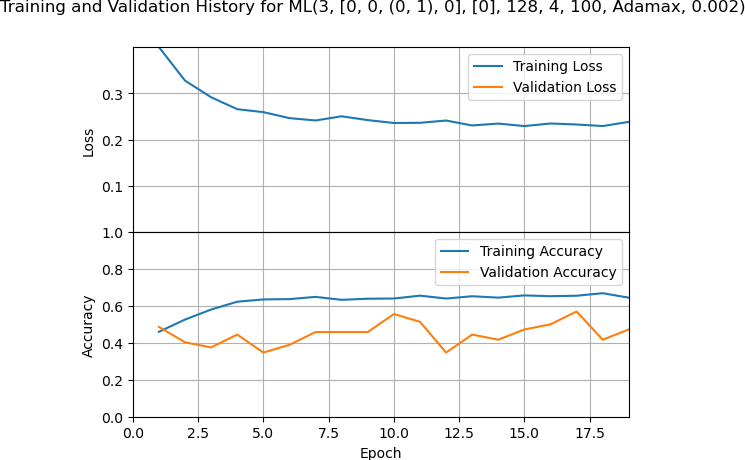 Training and Validation History for ML(3, [0, 0, (0, 1), 0], [0], 128, 4, 100, Adamax, 0.002)
Training Loss
Validation Loss
0.3
0.2
0.1
Loss
1.0
0.8
0.6
0.4
0.2
0.0
Accuracy
Training Accuracy
Validation Accuracy
0.0 2.5 5.0 7.5 10.0 12.5 15.0 17.5
Epoch